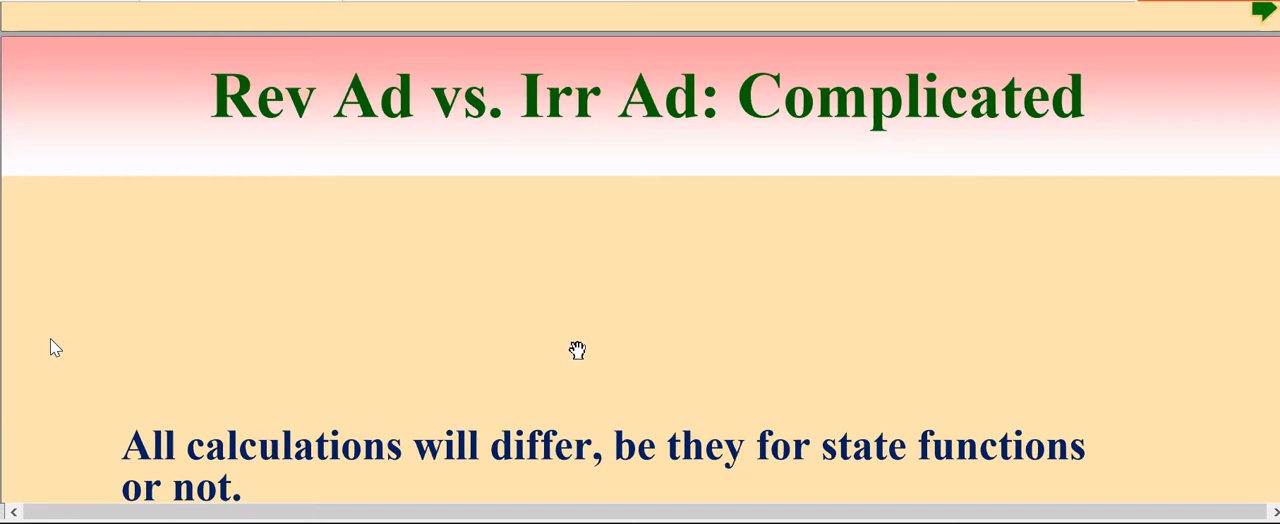 Rev Ad vs. Irr Ad: Complicated
All calculations will differ, be they for state functions
or not.